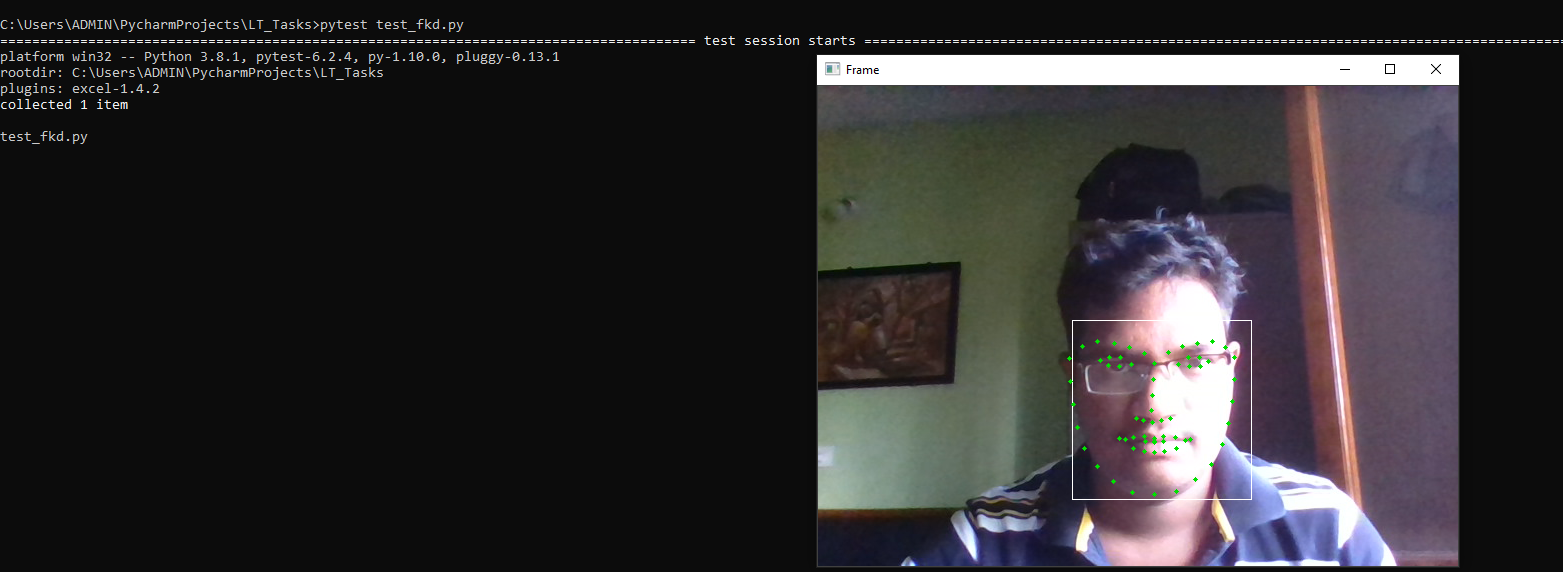 C:\Users\ADMIN\PycharmProjects\LT_Tasks>pytest test_fkd.py
======================================================================================= test session starts =======================================================================================
platform win32 -- Python 3.8.1, pytest-6.2.4, py-1.10.0, pluggy-0.13.1
rootdir: C:\Users\ADMIN\PycharmProjects\LT_Tasks
plugins: excel-1.4.2
collected 1 item
test_fkd.py
Frame